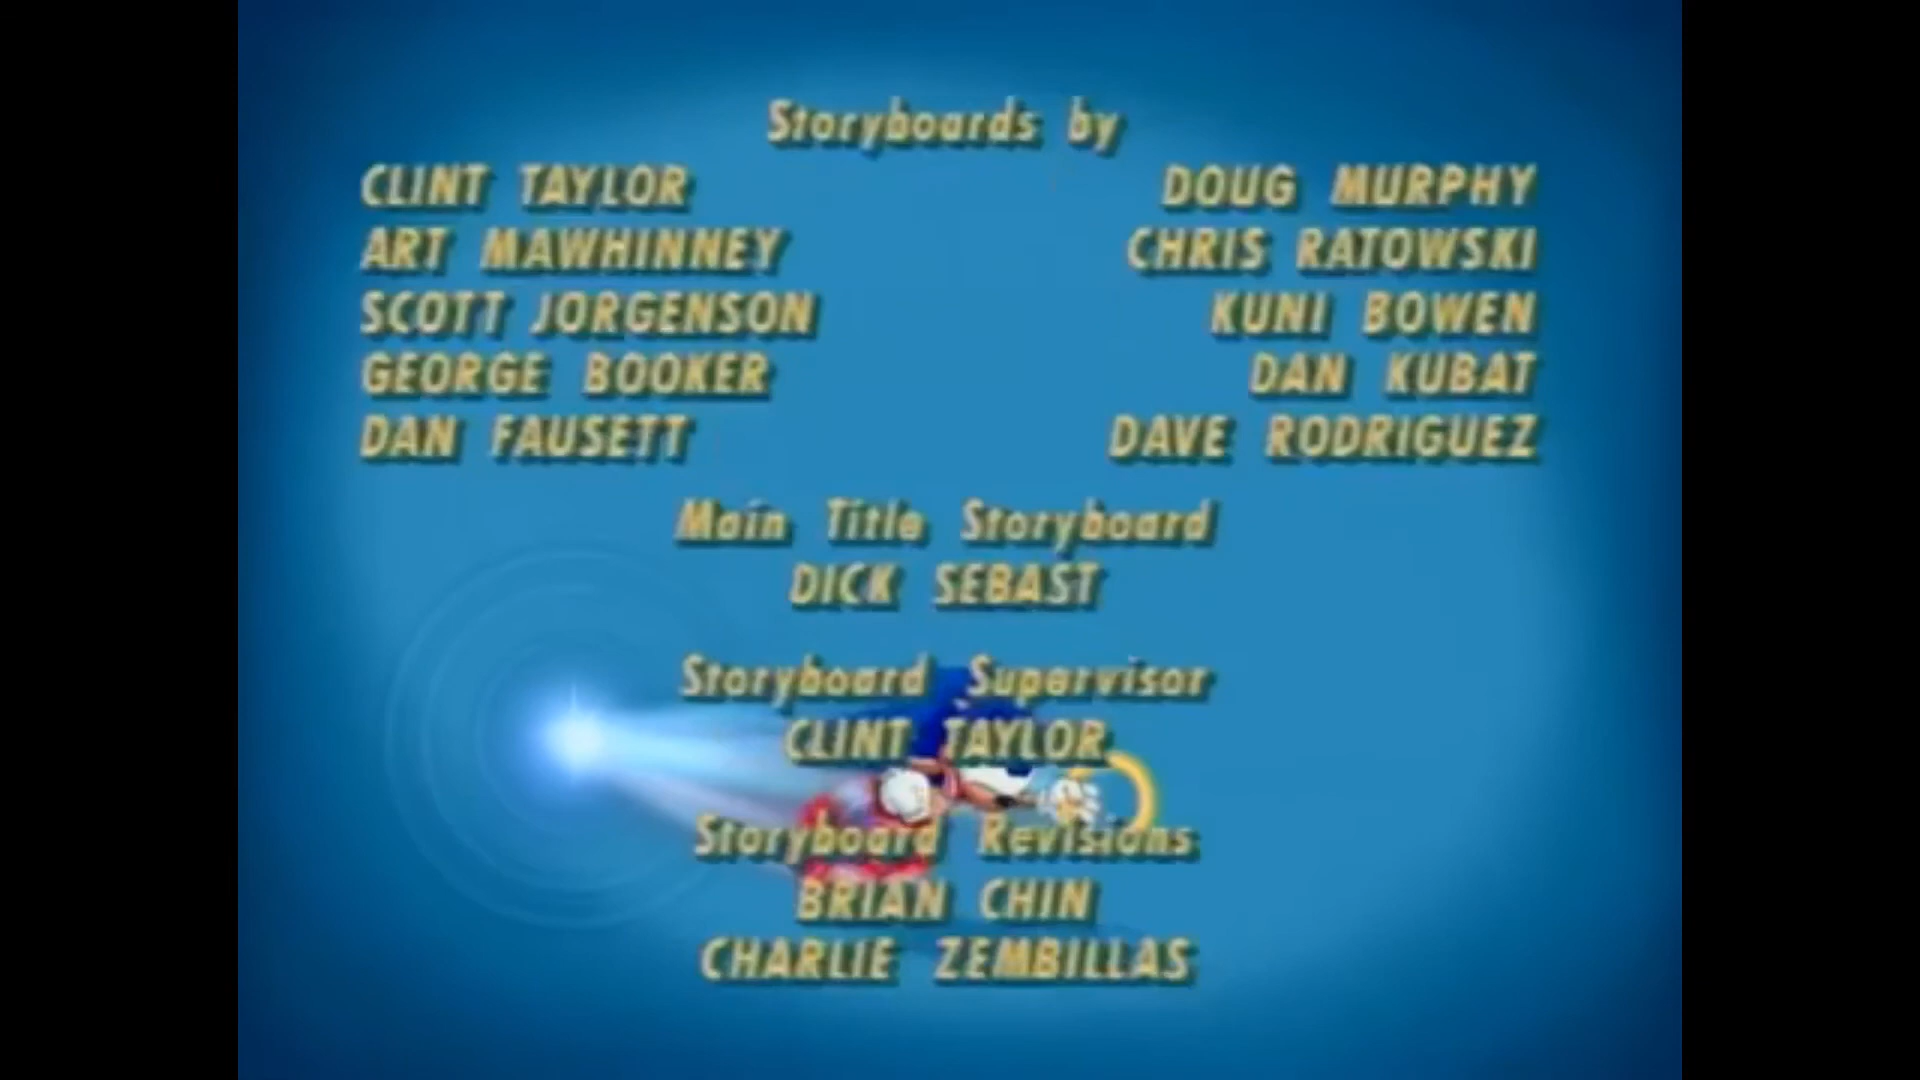 Storyboards by
CLINT TAYLOR DOUG MURPHY
ART MAWHINNEY CHRIS RATOWSKI
SCOTT JORGENSON KUNI BOWEN
GEORGE BOOKER DAN KUBAT
DAN FAUSETT DAVE RODRIGUEZ
Main Title Storyboard
DICK SEBAST
Storyboard Supervisor
CLINT TAYLOR
Storyboard Revisions
BRIAN CHIN
CHARLIE ZEMBILLAS